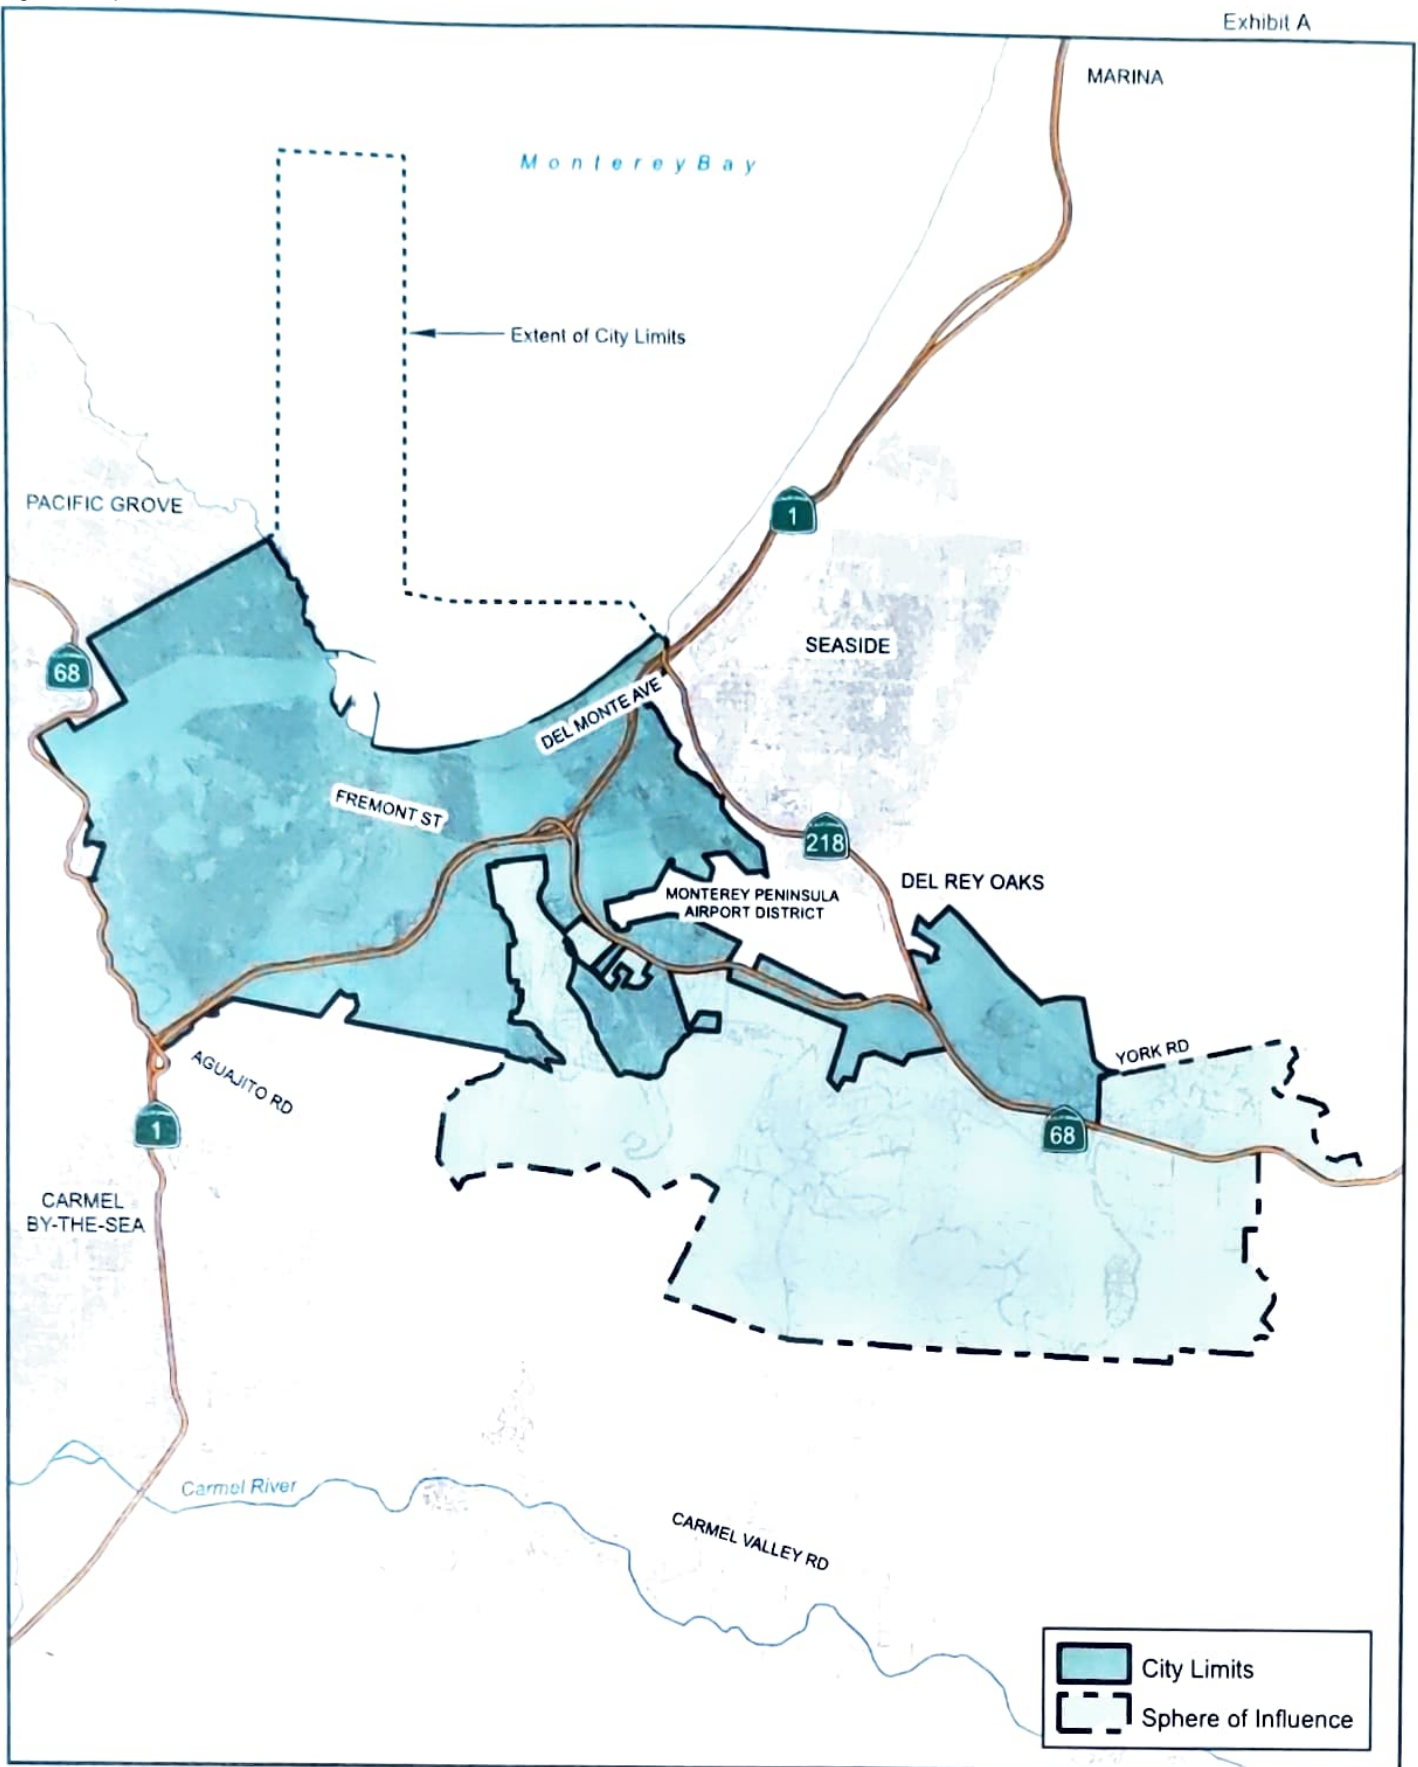 Exhibit A
MARINA
Monterey Bay
Extent of City Limits
PACIFIC GROVE
1
SEASIDE
68
DEL MONTE AVE
FREMONT ST
218
DEL REY OAKS
MONTEREY PENINSULA
AIRPORT DISTRICT
YORK RD
AGUAJITO RD
1
68
CARMEL
BY-THE-SEA
Carmel River
CARMEL VALLEY RD
City Limits
Sphere of Influence